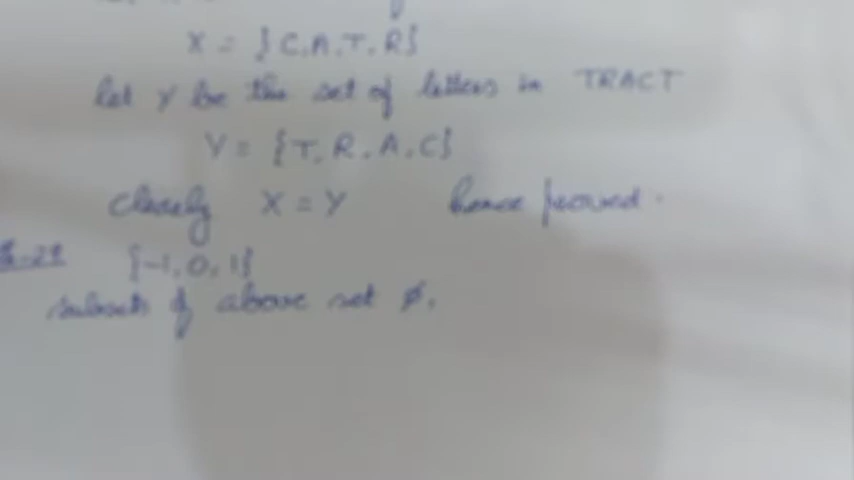 X = {C, A, T, R}
let Y be the set of letters in TRACT
Y = {T, R, A, C}
clearly X = Y hence proved.
{-1, 0, 1}
subsets of above set ø,